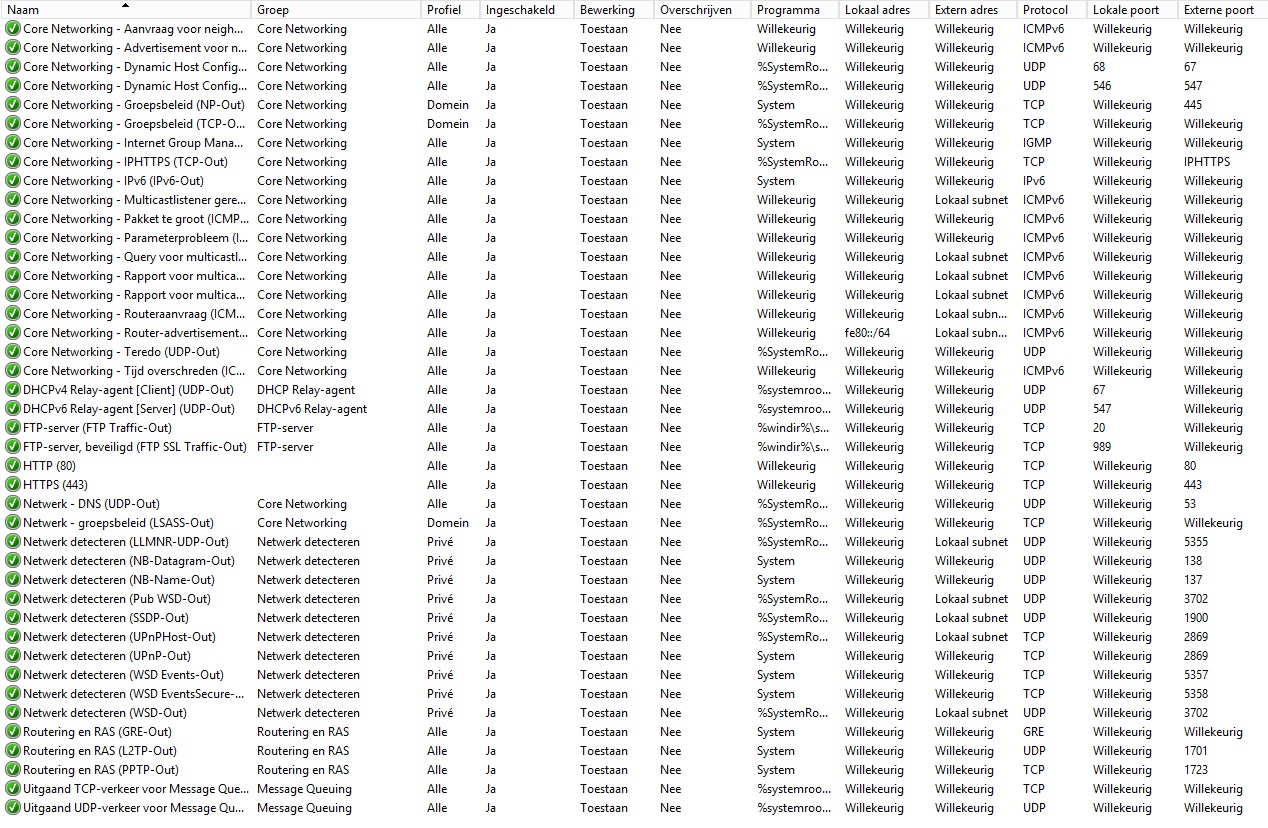 Naam Groep Profiel Ingeschakeld Bewerking Overschrijven Programma Lokaal adres Extern adres Protocol Lokale poort Externe poort
Core Networking - Aanvraag voor neigh... Core Networking Alle Ja Toestaan Nee Willekeurig Willekeurig Willekeurig ICMPv6 Willekeurig Willekeurig
Core Networking - Advertisement voor n... Core Networking Alle Ja Toestaan Nee Willekeurig Willekeurig Willekeurig ICMPv6 Willekeurig Willekeurig
Core Networking - Dynamic Host Config... Core Networking Alle Ja Toestaan Nee %SystemRo... Willekeurig Willekeurig UDP 68 67
Core Networking - Dynamic Host Config... Core Networking Alle Ja Toestaan Nee %SystemRo... Willekeurig Willekeurig UDP 546 547
Core Networking - Groepsbeleid (NP-Out) Core Networking Domein Ja Toestaan Nee System Willekeurig Willekeurig TCP Willekeurig 445
Core Networking - Groepsbeleid (TCP-O... Core Networking Domein Ja Toestaan Nee %SystemRo... Willekeurig Willekeurig TCP Willekeurig Willekeurig
Core Networking - Internet Group Mana... Core Networking Alle Ja Toestaan Nee System Willekeurig Willekeurig IGMP Willekeurig Willekeurig
Core Networking - IPHTTPS (TCP-Out) Core Networking Alle Ja Toestaan Nee %SystemRo... Willekeurig Willekeurig TCP Willekeurig IPHTTPS
Core Networking - IPv6 (IPv6-Out) Core Networking Alle Ja Toestaan Nee System Willekeurig Willekeurig IPv6 Willekeurig Willekeurig
Core Networking - Multicastlistener gere... Core Networking Alle Ja Toestaan Nee Willekeurig Willekeurig Lokaal subnet ICMPv6 Willekeurig Willekeurig
Core Networking - Pakket te groot (ICMP... Core Networking Alle Ja Toestaan Nee Willekeurig Willekeurig Willekeurig ICMPv6 Willekeurig Willekeurig
Core Networking - Parameterprobleem (I... Core Networking Alle Ja Toestaan Nee Willekeurig Willekeurig Willekeurig ICMPv6 Willekeurig Willekeurig
Core Networking - Query voor multicastl... Core Networking Alle Ja Toestaan Nee Willekeurig Willekeurig Lokaal subnet ICMPv6 Willekeurig Willekeurig
Core Networking - Rapport voor multica... Core Networking Alle Ja Toestaan Nee Willekeurig Willekeurig Lokaal subnet ICMPv6 Willekeurig Willekeurig
Core Networking - Rapport voor multica... Core Networking Alle Ja Toestaan Nee Willekeurig Willekeurig Lokaal subnet ICMPv6 Willekeurig Willekeurig
Core Networking - Routeraanvraag (ICM... Core Networking Alle Ja Toestaan Nee Willekeurig Willekeurig Lokaal subn... ICMPv6 Willekeurig Willekeurig
Core Networking - Router-advertisement... Core Networking Alle Ja Toestaan Nee Willekeurig fe80::/64 Lokaal subn... ICMPv6 Willekeurig Willekeurig
Core Networking - Teredo (UDP-Out) Core Networking Alle Ja Toestaan Nee %SystemRo... Willekeurig Willekeurig UDP Willekeurig Willekeurig
Core Networking - Tijd overschreden (IC... Core Networking Alle Ja Toestaan Nee Willekeurig Willekeurig Willekeurig ICMPv6 Willekeurig Willekeurig
DHCPv4 Relay-agent [Client] (UDP-Out) DHCP Relay-agent Alle Ja Toestaan Nee %systemroo... Willekeurig Willekeurig UDP 67 Willekeurig
DHCPv6 Relay-agent [Server] (UDP-Out) DHCPv6 Relay-agent Alle Ja Toestaan Nee %systemroo... Willekeurig Willekeurig UDP 547 Willekeurig
FTP-server (FTP Traffic-Out) FTP-server Alle Ja Toestaan Nee %windir%\s... Willekeurig Willekeurig TCP 20 Willekeurig
FTP-server, beveiligd (FTP SSL Traffic-Out) FTP-server Alle Ja Toestaan Nee %windir%\s... Willekeurig Willekeurig TCP 989 Willekeurig
HTTP (80) Alle Ja Toestaan Nee Willekeurig Willekeurig Willekeurig TCP Willekeurig 80
HTTPS (443) Alle Ja Toestaan Nee Willekeurig Willekeurig Willekeurig TCP Willekeurig 443
Netwerk - DNS (UDP-Out) Core Networking Alle Ja Toestaan Nee %SystemRo... Willekeurig Willekeurig UDP Willekeurig 53
Netwerk - groepsbeleid (LSASS-Out) Core Networking Domein Ja Toestaan Nee %SystemRo... Willekeurig Willekeurig TCP Willekeurig Willekeurig
Netwerk detecteren (LLMNR-UDP-Out) Netwerk detecteren Privé Ja Toestaan Nee %SystemRo... Willekeurig Lokaal subnet UDP Willekeurig 5355
Netwerk detecteren (NB-Datagram-Out) Netwerk detecteren Privé Ja Toestaan Nee System Willekeurig Willekeurig UDP Willekeurig 138
Netwerk detecteren (NB-Name-Out) Netwerk detecteren Privé Ja Toestaan Nee System Willekeurig Willekeurig UDP Willekeurig 137
Netwerk detecteren (Pub WSD-Out) Netwerk detecteren Privé Ja Toestaan Nee %SystemRo... Willekeurig Lokaal subnet UDP Willekeurig 3702
Netwerk detecteren (SSDP-Out) Netwerk detecteren Privé Ja Toestaan Nee %SystemRo... Willekeurig Lokaal subnet UDP Willekeurig 1900
Netwerk detecteren (UPnPHost-Out) Netwerk detecteren Privé Ja Toestaan Nee %SystemRo... Willekeurig Lokaal subnet TCP Willekeurig 2869
Netwerk detecteren (UPnP-Out) Netwerk detecteren Privé Ja Toestaan Nee System Willekeurig Willekeurig TCP Willekeurig 2869
Netwerk detecteren (WSD Events-Out) Netwerk detecteren Privé Ja Toestaan Nee System Willekeurig Willekeurig TCP Willekeurig 5357
Netwerk detecteren (WSD EventsSecure-... Netwerk detecteren Privé Ja Toestaan Nee System Willekeurig Willekeurig TCP Willekeurig 5358
Netwerk detecteren (WSD-Out) Netwerk detecteren Privé Ja Toestaan Nee %SystemRo... Willekeurig Lokaal subnet UDP Willekeurig 3702
Routering en RAS (GRE-Out) Routering en RAS Alle Ja Toestaan Nee System Willekeurig Willekeurig GRE Willekeurig Willekeurig
Routering en RAS (L2TP-Out) Routering en RAS Alle Ja Toestaan Nee System Willekeurig Willekeurig UDP Willekeurig 1701
Routering en RAS (PPTP-Out) Routering en RAS Alle Ja Toestaan Nee System Willekeurig Willekeurig TCP Willekeurig 1723
Uitgaand TCP-verkeer voor Message Que... Message Queuing Alle Ja Toestaan Nee %systemroo... Willekeurig Willekeurig TCP Willekeurig Willekeurig
Uitgaand UDP-verkeer voor Message Qu... Message Queuing Alle Ja Toestaan Nee %systemroo... Willekeurig Willekeurig UDP Willekeurig Willekeurig